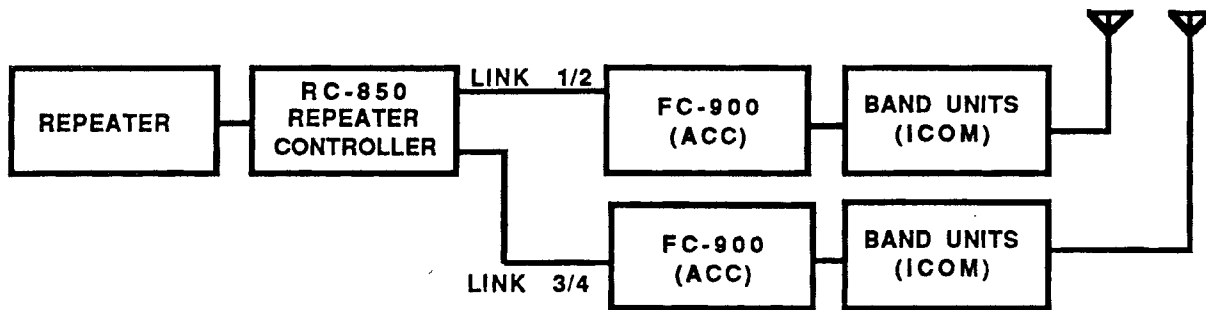 REPEATER
RC-850
REPEATER
CONTROLLER
LINK 1/2
FC-900
(ACC)
BAND UNITS
(ICOM)
LINK 3/4
FC-900
(ACC)
BAND UNITS
(ICOM)